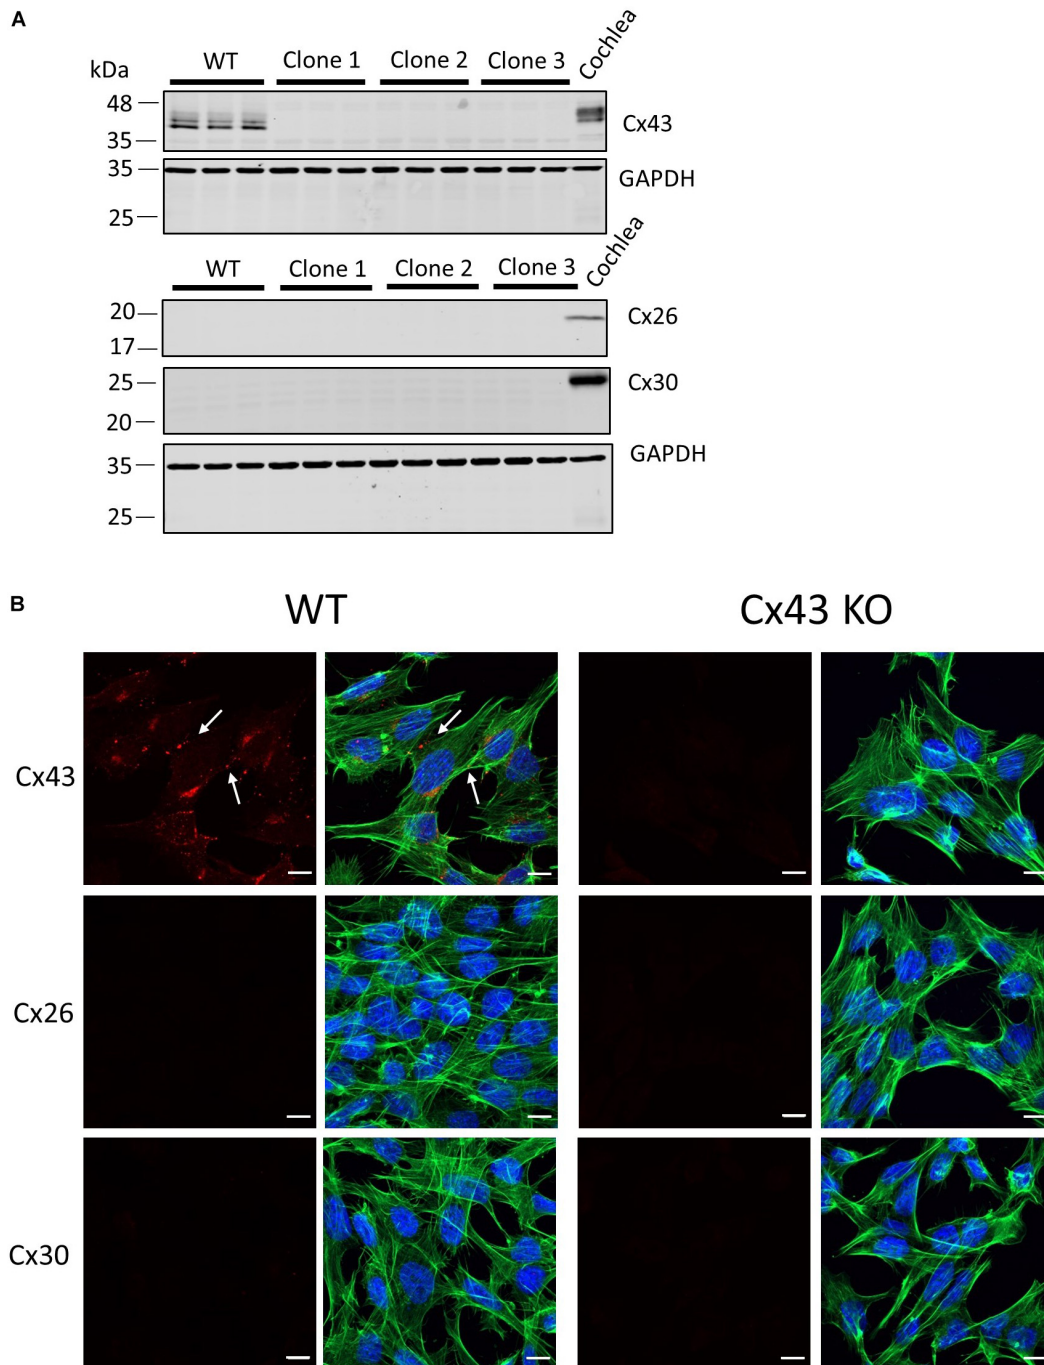 A
kDa
WT Clone 1 Clone 2 Clone 3 Cochlea
48
Cx43
35
35
GAPDH
25
WT Clone 1 Clone 2 Clone 3 Cochlea
20
Cx26
17
25
Cx30
20
GAPDH
35
25
B
WT Cx43 KO
Cx43
Cx26
Cx30